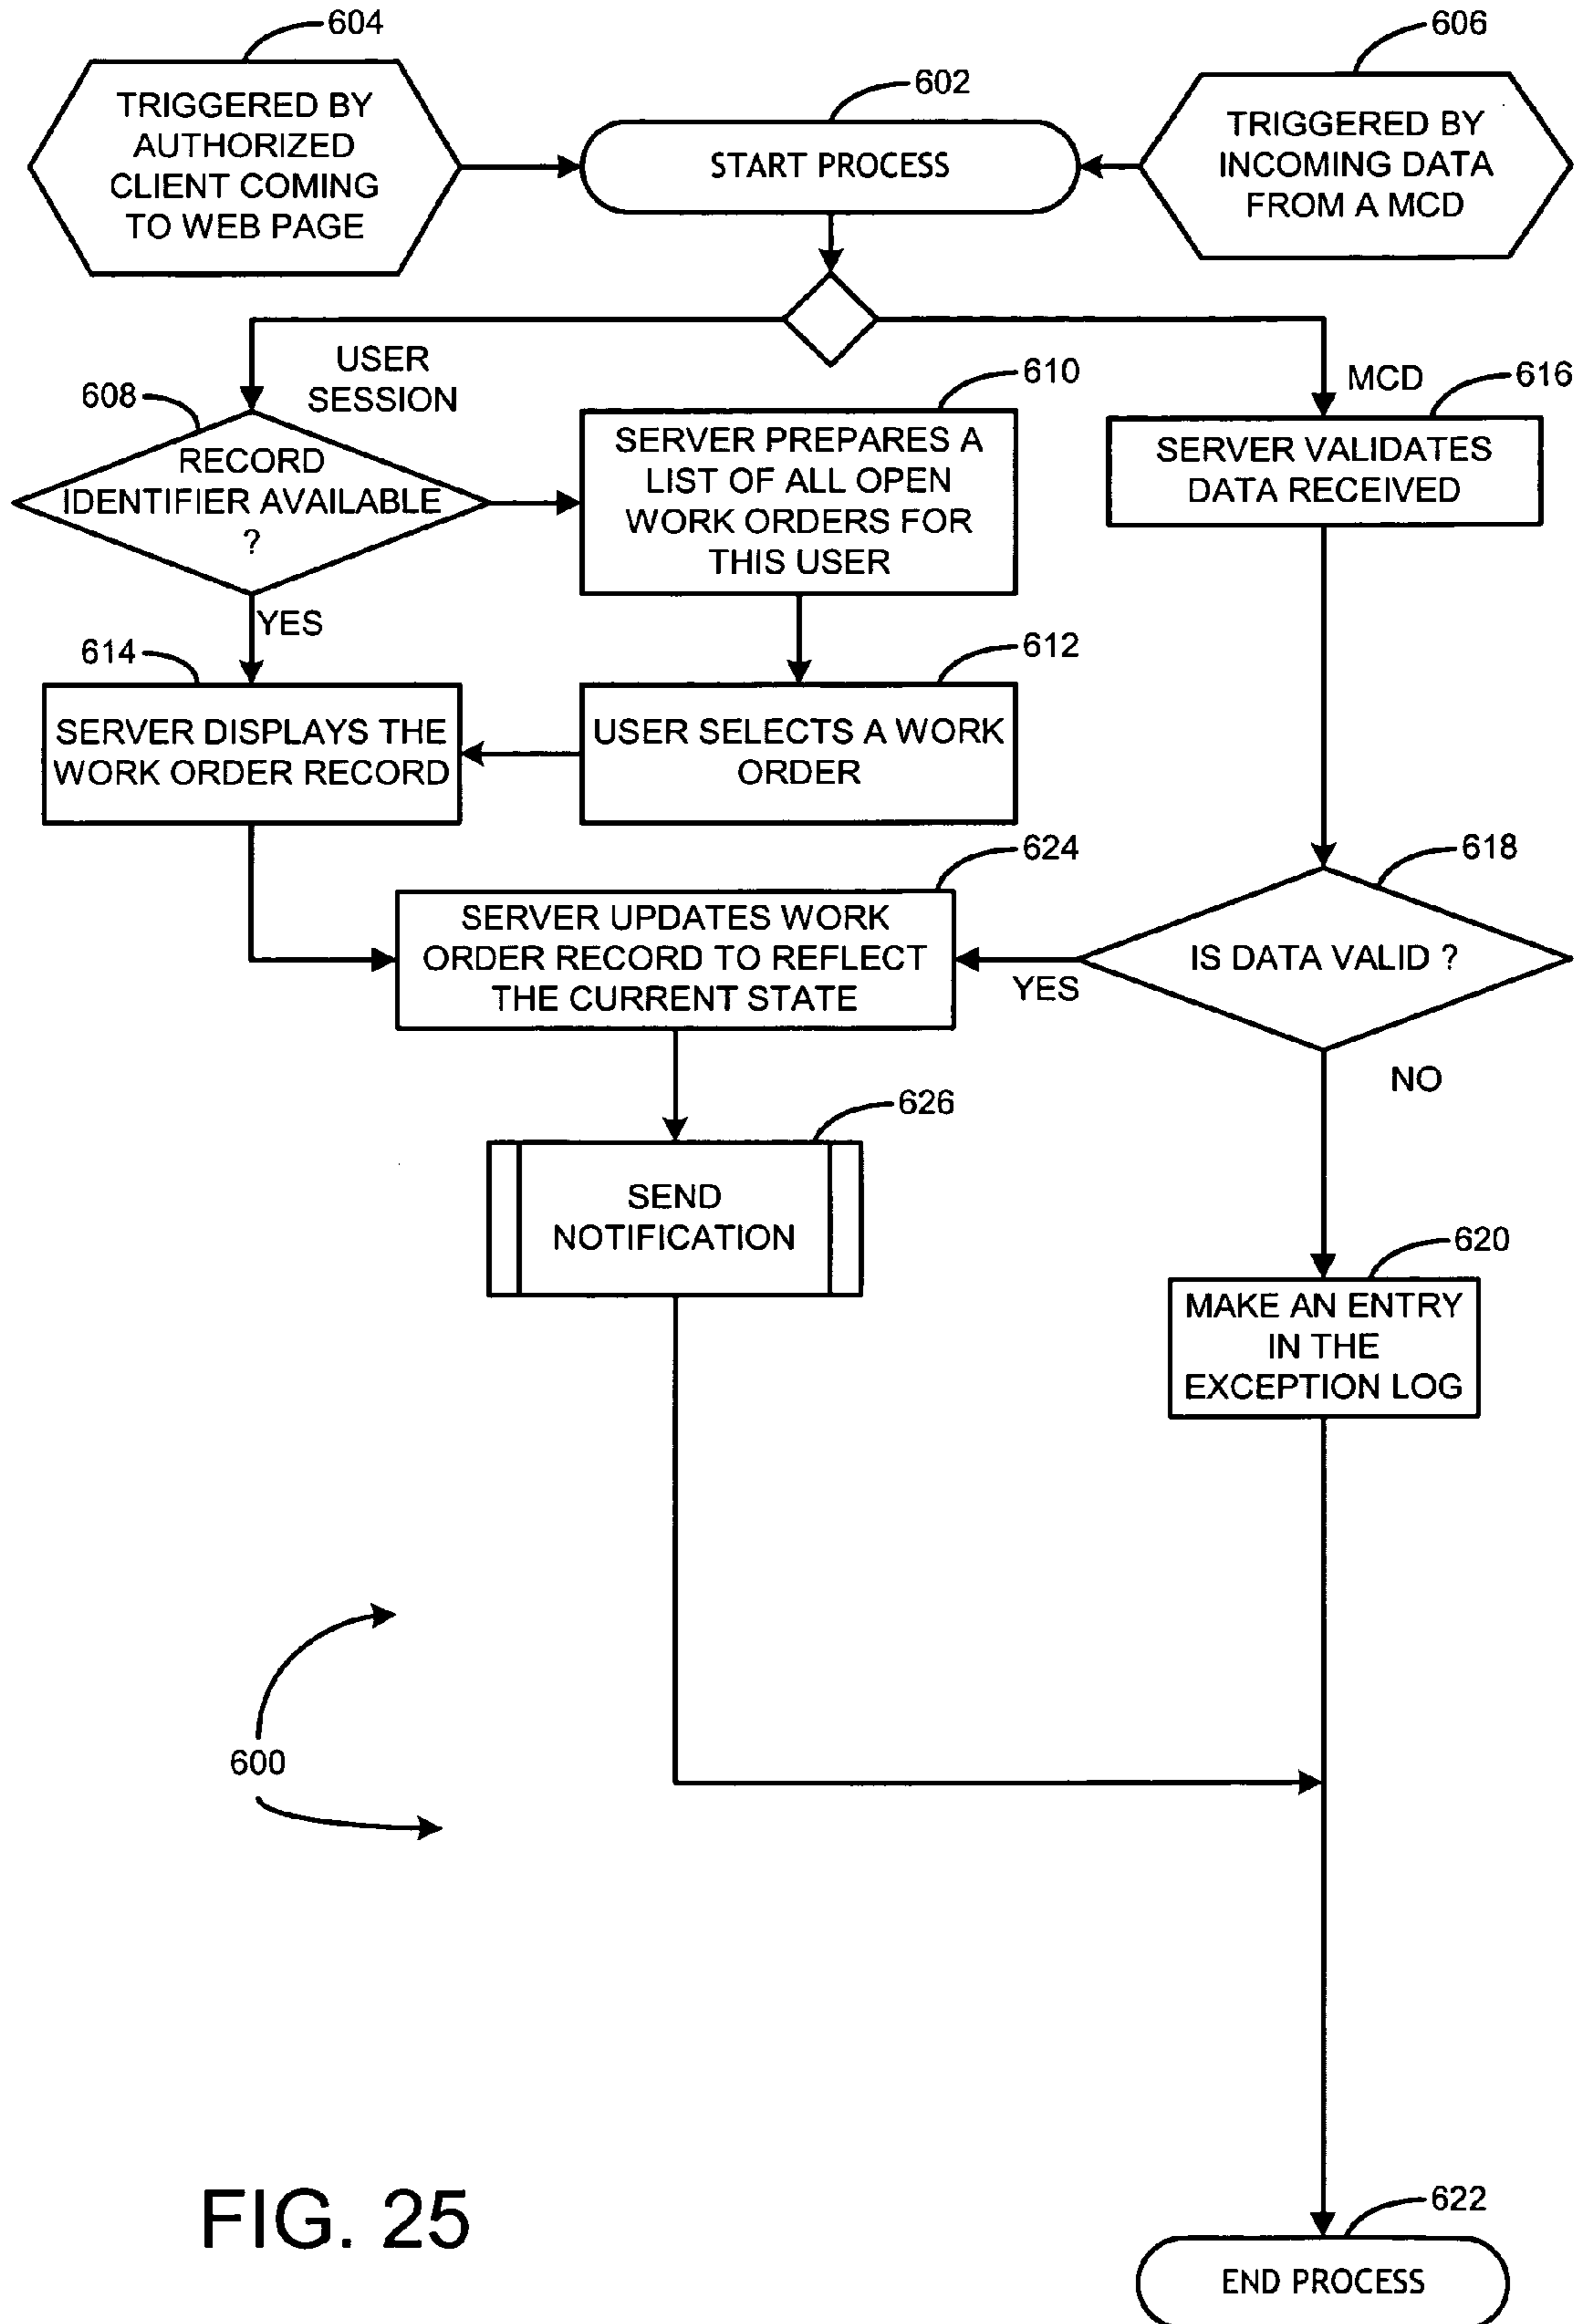 604
606
TRIGGERED BY
AUTHORIZED
CLIENT COMING
TO WEB PAGE
602
START PROCESS
TRIGGERED BY
INCOMING DATA
FROM A MCD
USER
SESSION
608
RECORD
IDENTIFIER AVAILABLE
?
610
SERVER PREPARES A
LIST OF ALL OPEN
WORK ORDERS FOR
THIS USER
MCD
616
SERVER VALIDATES
DATA RECEIVED
YES
614
SERVER DISPLAYS THE
WORK ORDER RECORD
612
USER SELECTS A WORK
ORDER
624
SERVER UPDATES WORK
ORDER RECORD TO REFLECT
THE CURRENT STATE
618
IS DATA VALID ?
YES
NO
626
SEND
NOTIFICATION
620
MAKE AN ENTRY
IN THE
EXCEPTION LOG
600
622
END PROCESS
FIG. 25